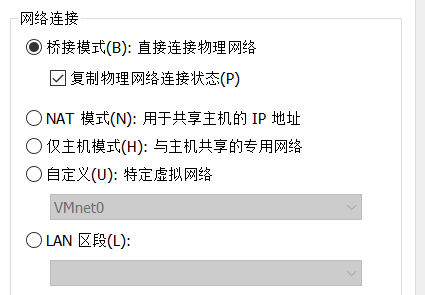 网络连接
桥接模式(B): 直接连接物理网络
复制物理网络连接状态(P)
NAT 模式(N): 用于共享主机的 IP 地址
仅主机模式(H): 与主机共享的专用网络
自定义(U): 特定虚拟网络
VMnet0
LAN 区段(L):